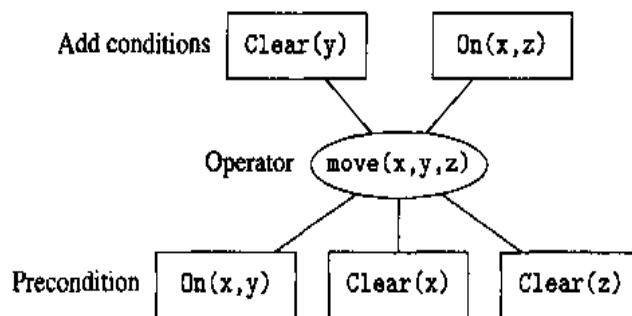 Add conditions Clear(y) On(x,z)
Operator move(x,y,z)
Precondition On(x,y) Clear(x) Clear(z)